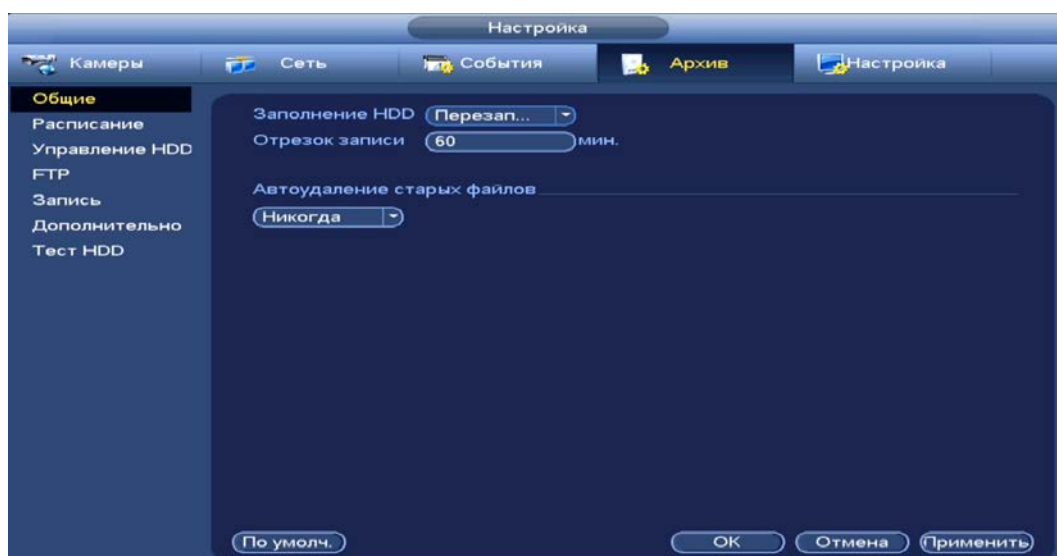 Настройка
Камеры Сеть События Архив Настройка
Общие
Расписание
Управление HDD
FTP
Запись
Дополнительно
Тест HDD
Заполнение HDD Перезап...
Отрезок записи 60 мин.
Автоудаление старых файлов
Никогда
По умолч. OK Отмена Применить